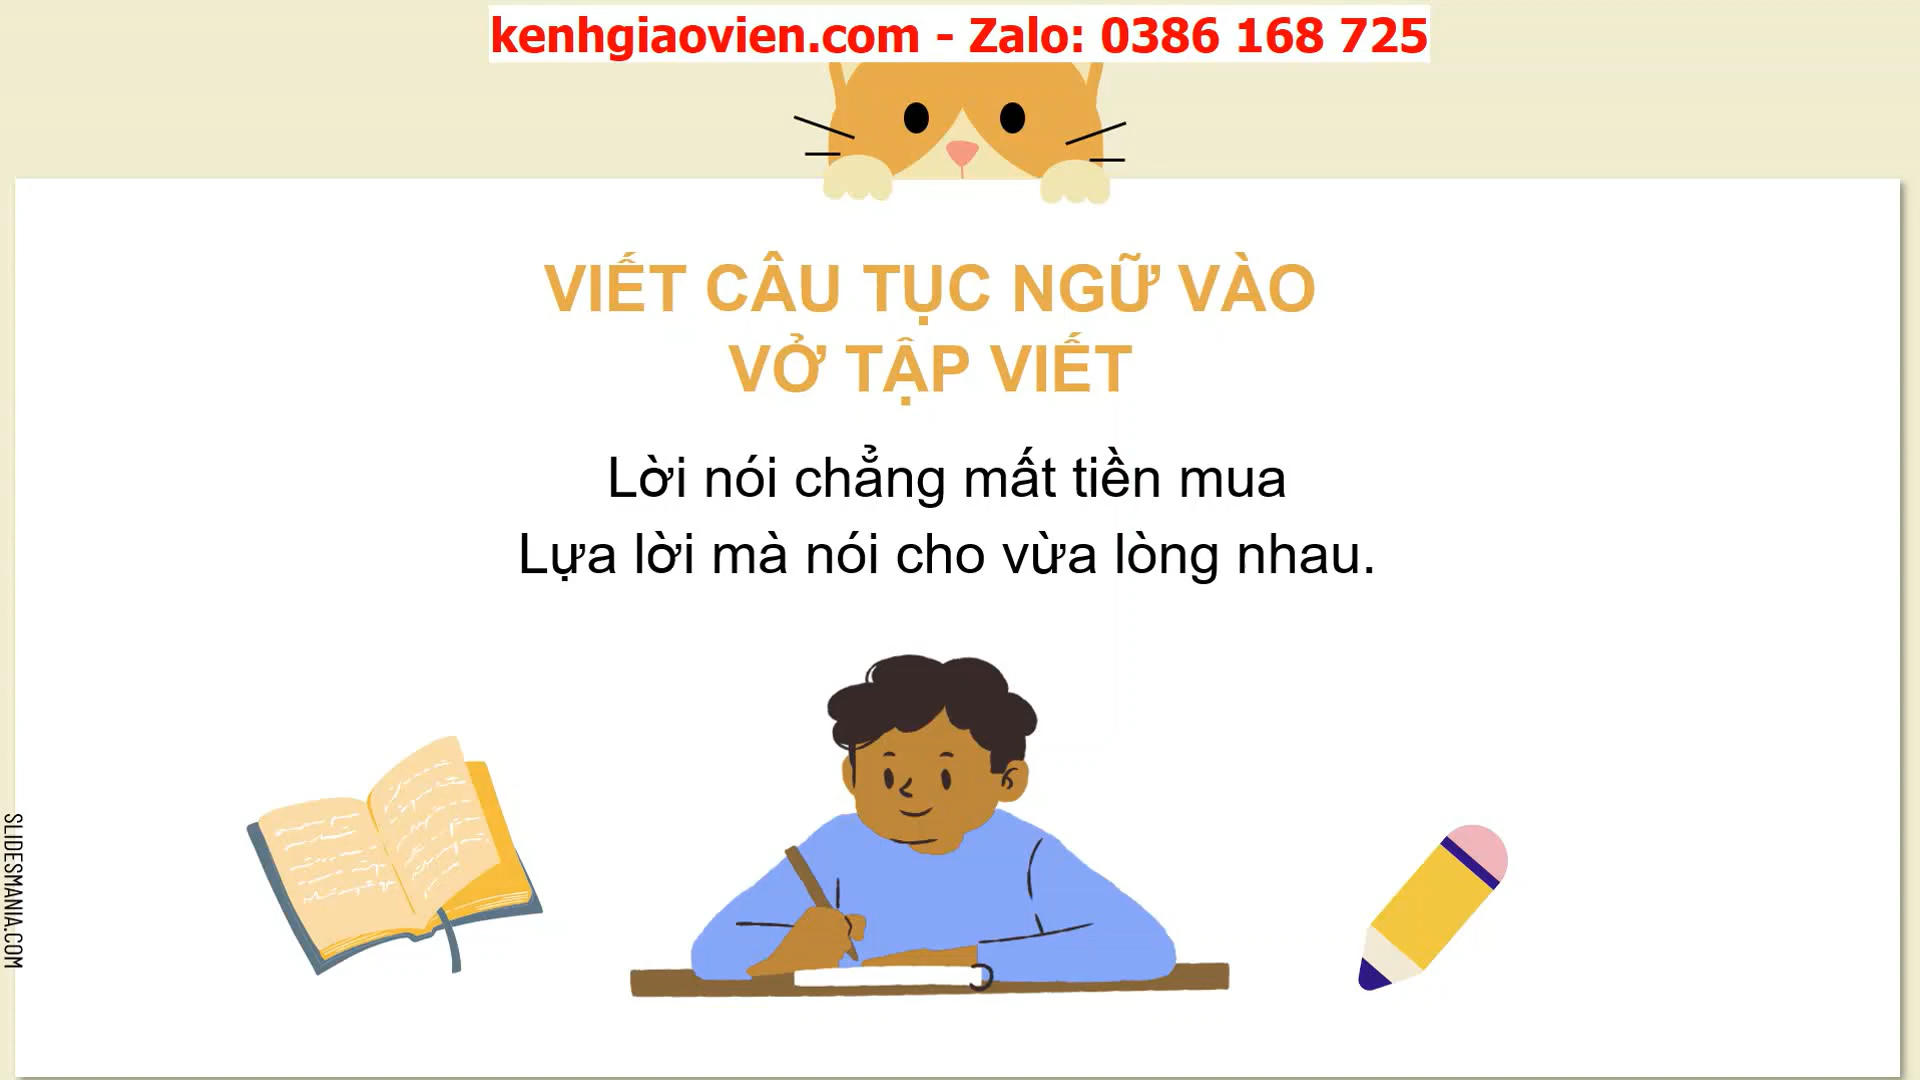 kenhgiaovien.com - Zalo: 0386 168 725
VIẾT CÂU TỤC NGỮ VÀO
VỞ TẬP VIẾT
Lời nói chẳng mất tiền mua
Lựa lời mà nói cho vừa lòng nhau.
SLIDESMANIA.COM